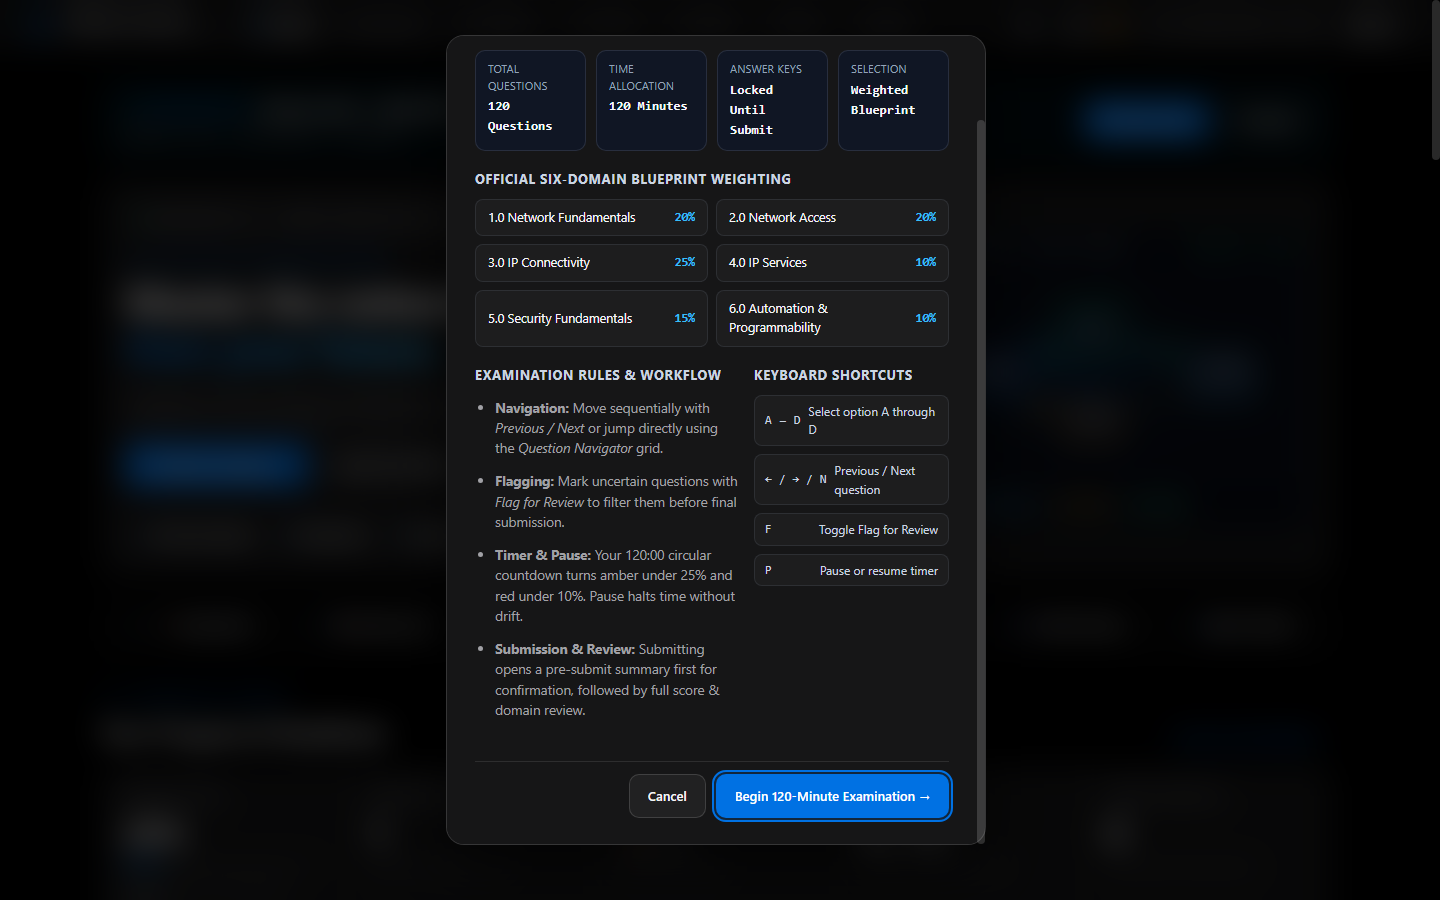 TOTAL
QUESTIONS
120
Questions
TIME
ALLOCATION
120 Minutes
ANSWER KEYS
Locked
Until
Submit
SELECTION
Weighted
Blueprint
OFFICIAL SIX-DOMAIN BLUEPRINT WEIGHTING
1.0 Network Fundamentals 20%
2.0 Network Access 20%
3.0 IP Connectivity 25%
4.0 IP Services 10%
5.0 Security Fundamentals 15%
6.0 Automation &
Programmability 10%
EXAMINATION RULES & WORKFLOW
• Navigation: Move sequentially with
Previous / Next or jump directly using
the Question Navigator grid.
• Flagging: Mark uncertain questions with
Flag for Review to filter them before final
submission.
• Timer & Pause: Your 120:00 circular
countdown turns amber under 25% and
red under 10%. Pause halts time without
drift.
• Submission & Review: Submitting
opens a pre-submit summary first for
confirmation, followed by full score &
domain review.
KEYBOARD SHORTCUTS
A – D Select option A through
D
← / → / N Previous / Next
question
F Toggle Flag for Review
P Pause or resume timer
Cancel
Begin 120-Minute Examination →